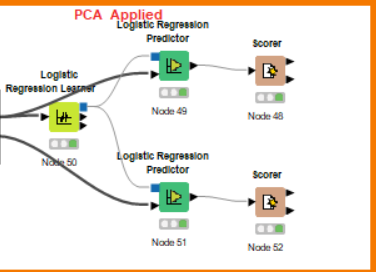 PCA Applied
Logistic Regression
Predictor
Scorer
Logistic
Regression Learner
Node 49
Node 48
Node 50
Logistic Regression
Predictor
Scorer
Node 51
Node 52